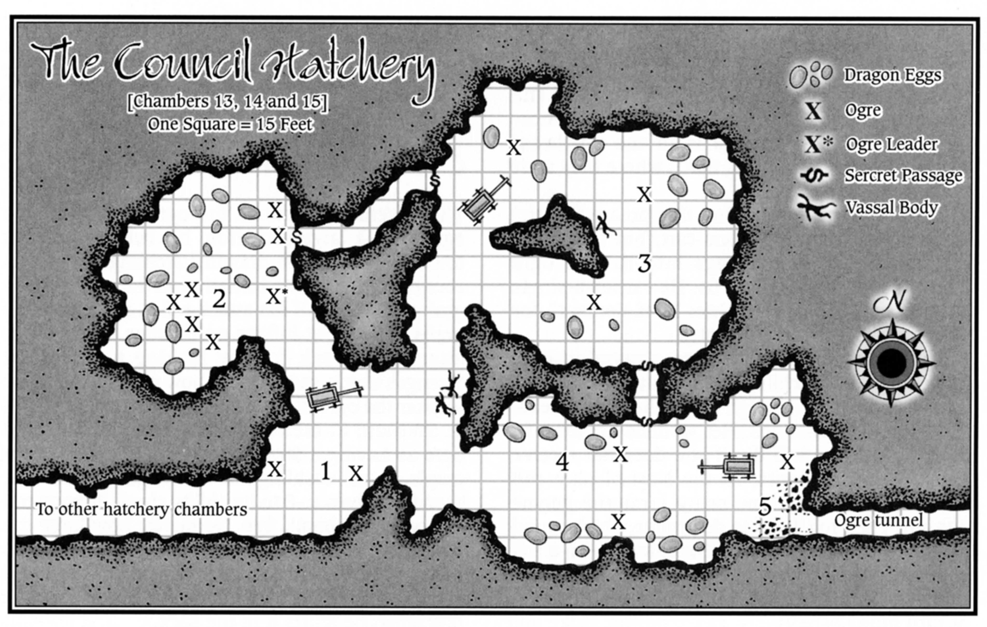 The Council Hatchery
[Chambers 13, 14 and 15]
One Square = 15 Feet
Dragon Eggs
X Ogre
X* Ogre Leader
S Sercret Passage
Vassal Body
N
S
X
X
X
X
S
3
X
X
X*
X
2
X
X
X
S
S
X
1
X
4
X
X
5
X
To other hatchery chambers
Ogre tunnel